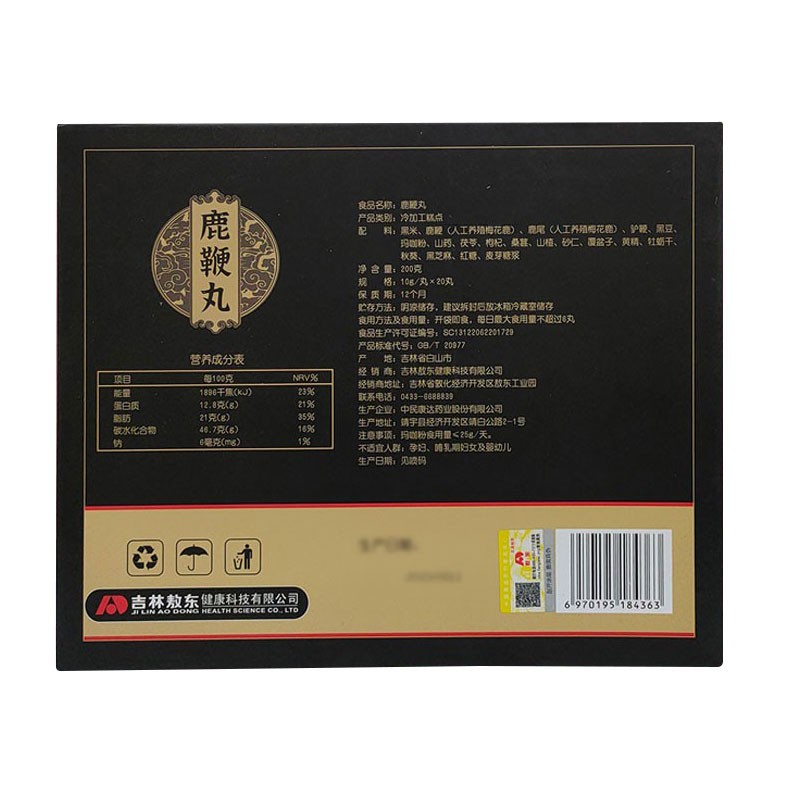 鹿鞭丸
营养成分表
项目 每100克 NRV%
能量 1896千焦(kJ) 23%
蛋白质 12.8克(g) 21%
脂肪 21克(g) 35%
碳水化合物 46.7克(g) 16%
钠 6毫克(mg) 1%
食品名称：鹿鞭丸
产品类别：冷加工糕点
配 料：黑米、鹿鞭（人工养殖梅花鹿）、鹿尾（人工养殖梅花鹿）、驴鞭、黑豆、
玛咖粉、山药、茯苓、枸杞、桑葚、山楂、砂仁、覆盆子、黄精、牡蛎干、
秋葵、黑芝麻、红糖、麦芽糖浆
净 含 量：200克
规 格：10g/丸×20丸
保 质 期：12个月
贮存方法：阴凉储存，建议拆封后放冰箱冷藏室储存
食用方法及食用量：开袋即食，每日最大食用量不超过6丸
食品生产许可证编号：SC13122062201729
产品标准代号：GB/T 20977
产 地：吉林省白山市
经 销 商：吉林敖东健康科技有限公司
经销商地址：吉林省敦化经济开发区敖东工业园
联系电话：0433-6688839
生产企业：中民康达药业股份有限公司
生产地址：靖宇县经济开发区靖白公路2-1号
注意事项：玛咖粉食用量≤25g/天。
不适宜人群：孕妇、哺乳期妇女及婴幼儿
生产日期：见喷码
吉林敖东健康科技有限公司
JI LIN AO DONG HEALTH SCIENCE CO., LTD
敖东
6 970195 184363